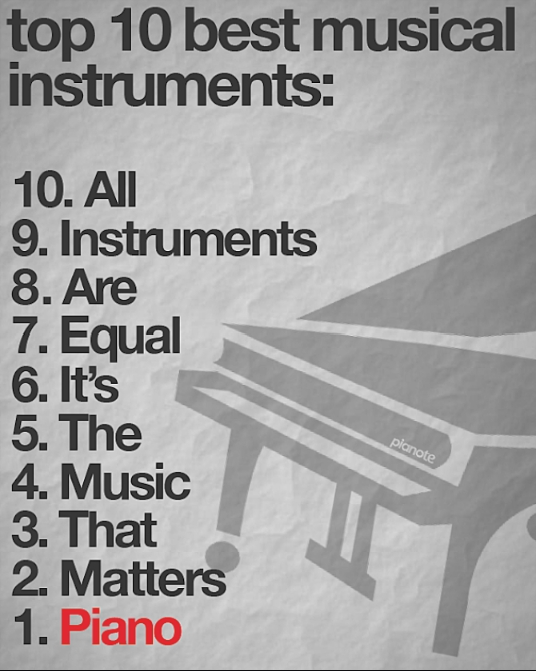 top 10 best musical
instruments:
10. All
9. Instruments
8. Are
7. Equal
6. It's
5. The
4. Music
3. That
2. Matters
1. Piano
pianote